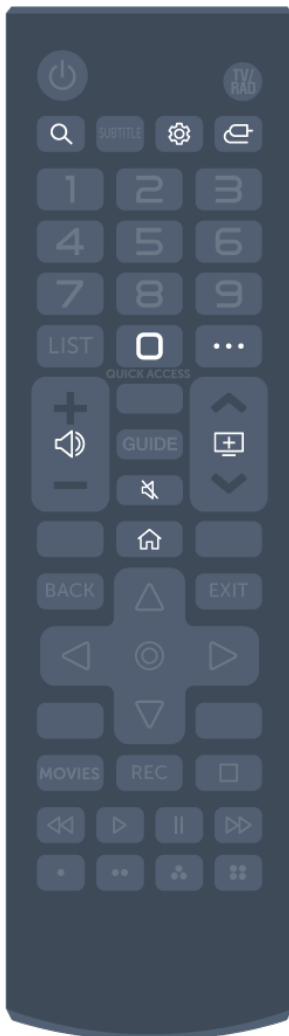 TV/
RAD
SUBTITLE
1 2 3
4 5 6
7 8 9
LIST 0 ...
QUICK ACCESS
+
GUIDE
−
BACK EXIT
MOVIES REC